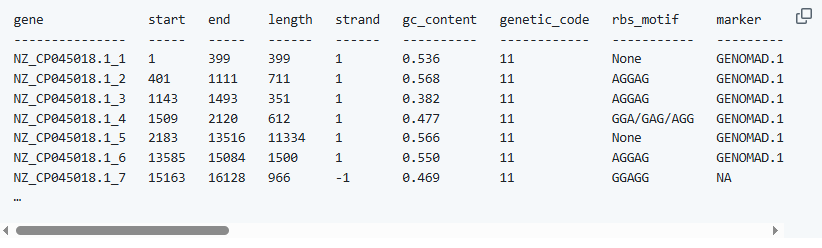 gene start end length strand gc_content genetic_code rbs_motif marker
--------------- ----- ----- ------ ------ ---------- ------------ ----------- ---------
NZ_CP045018.1_1 1 399 399 1 0.536 11 None GENOMAD.1
NZ_CP045018.1_2 401 1111 711 1 0.568 11 AGGAG GENOMAD.1
NZ_CP045018.1_3 1143 1493 351 1 0.382 11 AGGAG GENOMAD.1
NZ_CP045018.1_4 1509 2120 612 1 0.477 11 GGA/GAG/AGG GENOMAD.1
NZ_CP045018.1_5 2183 13516 11334 1 0.566 11 None GENOMAD.1
NZ_CP045018.1_6 13585 15084 1500 1 0.550 11 AGGAG GENOMAD.1
NZ_CP045018.1_7 15163 16128 966 -1 0.469 11 GGAGG NA
…